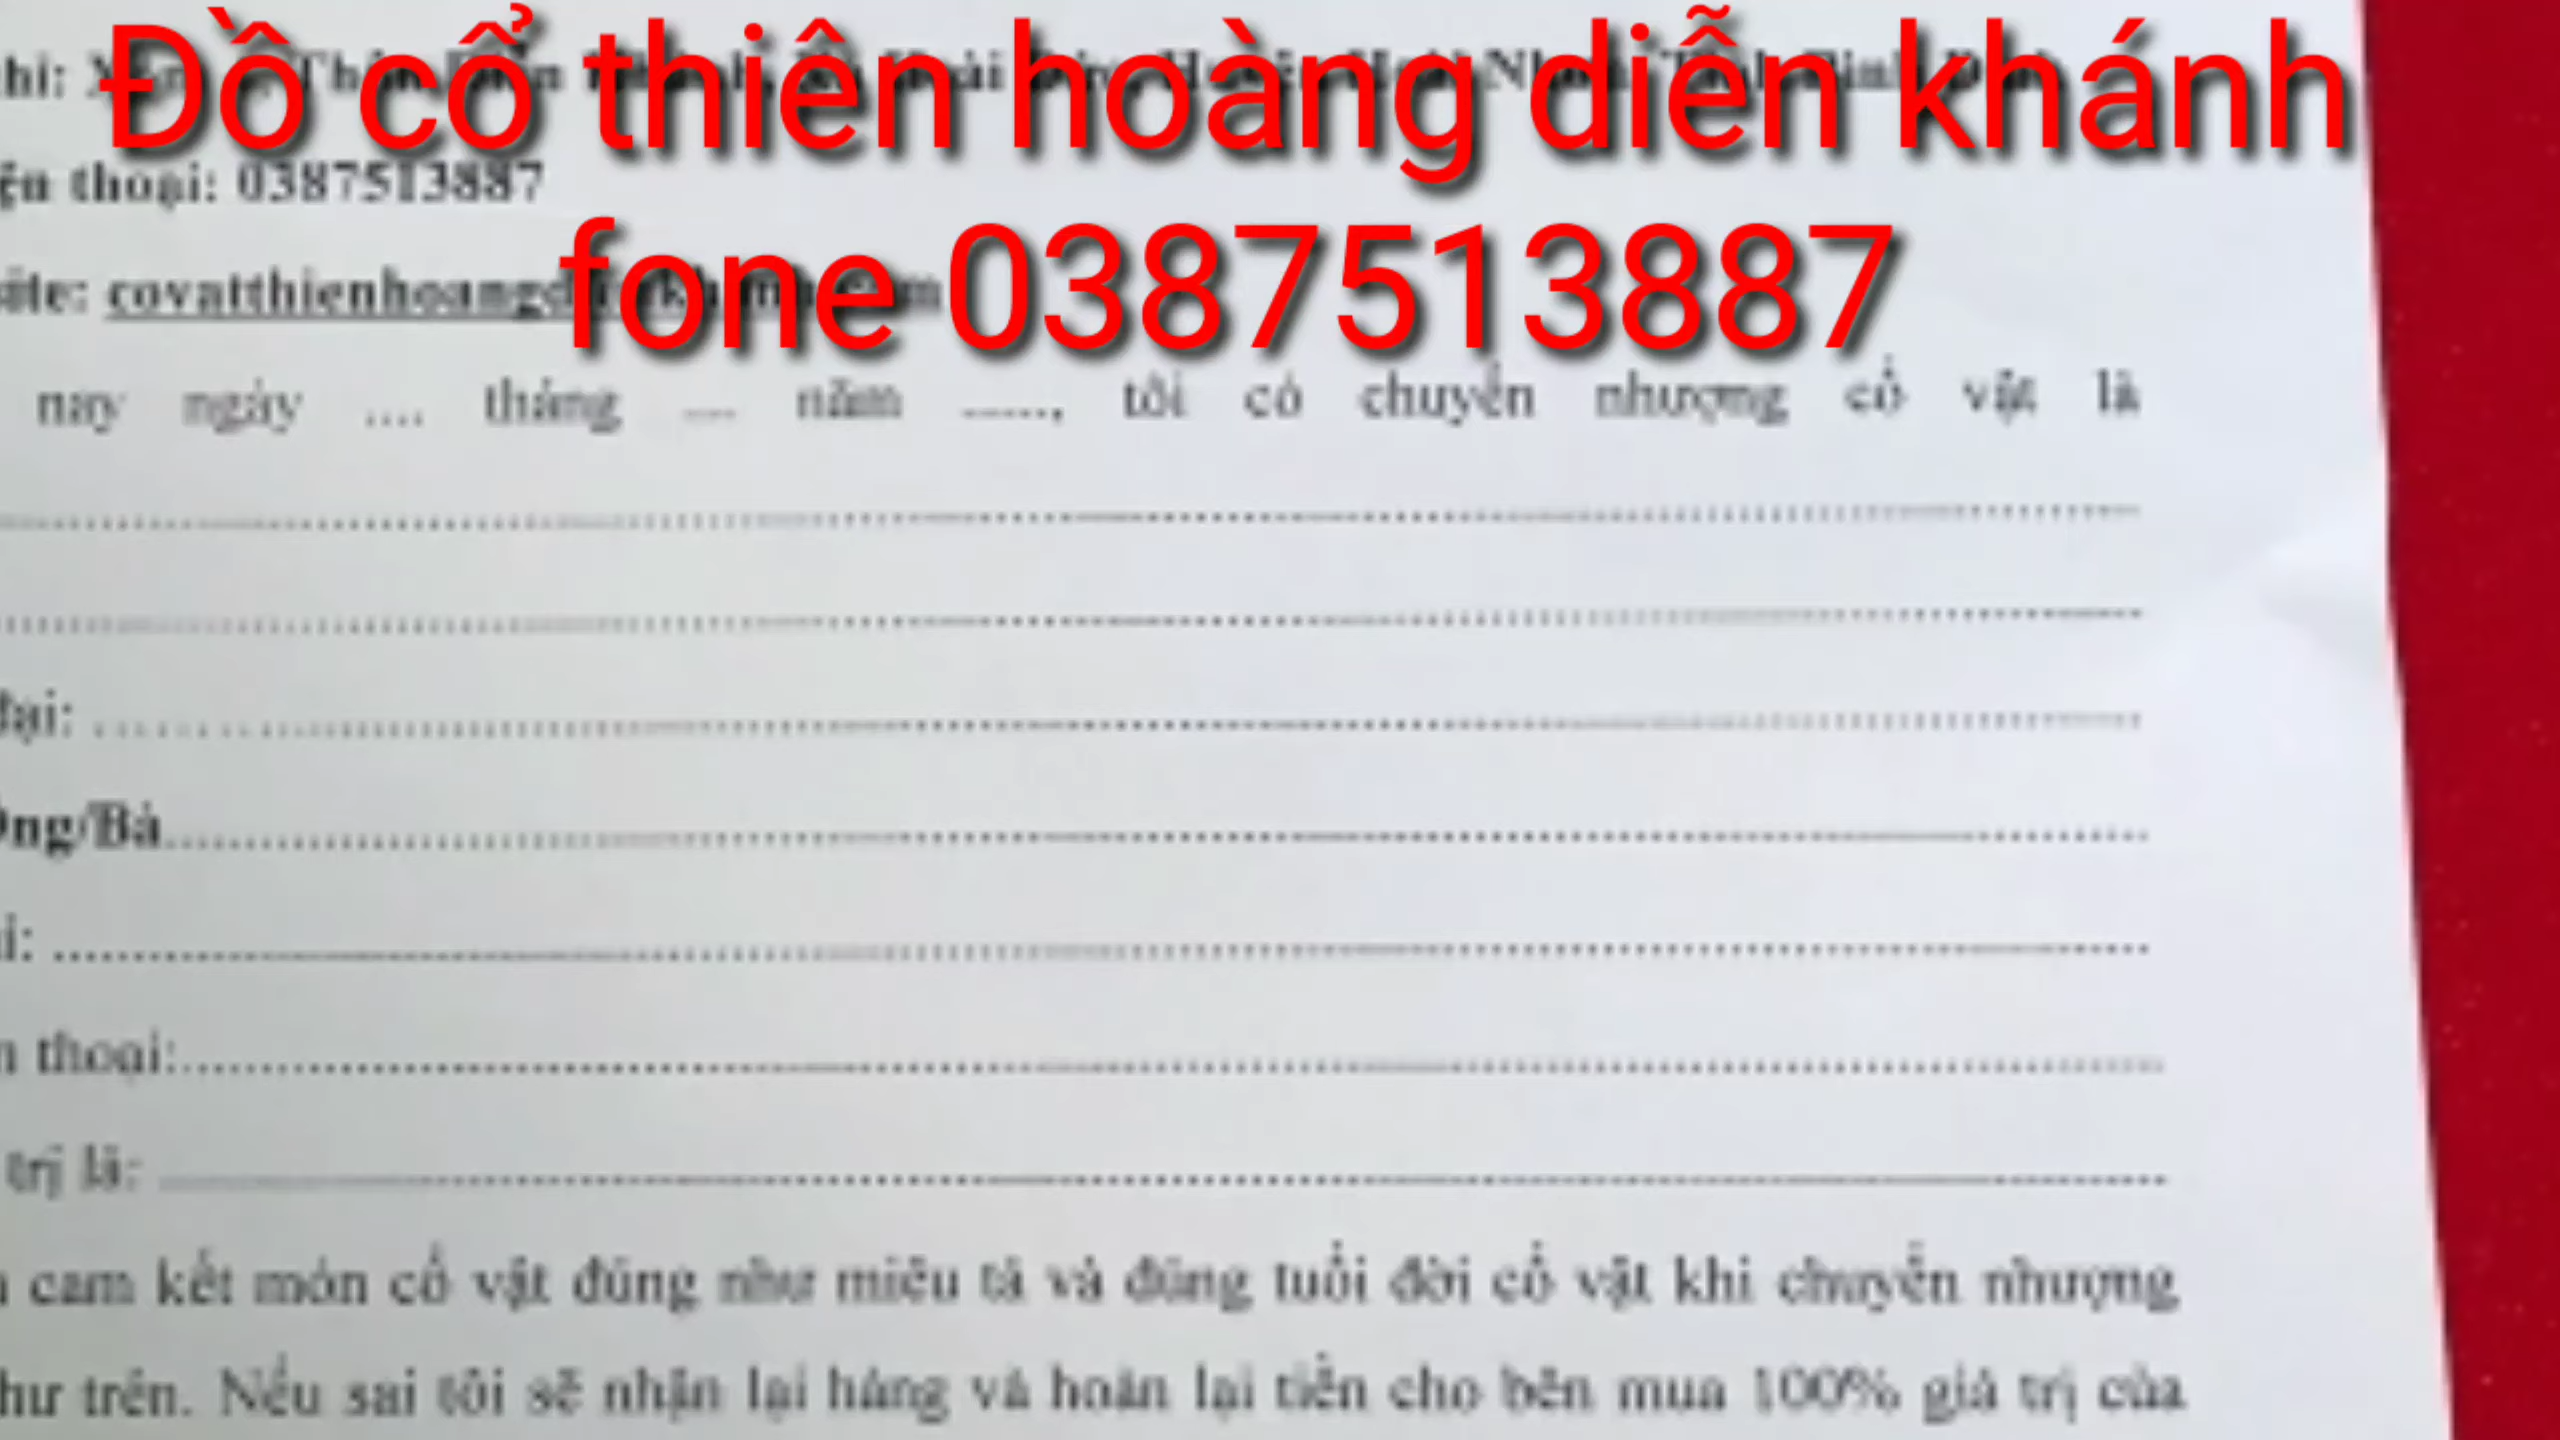 Đồ cổ thiên hoàng diễn khánh
fone 0387513887
thoại: 0387513887
nay ngày .... tháng .... năm ......, tôi có chuyển nhượng cổ vật là
đại:
Ông/Bà
thoại:
trị là:
cam kết món cổ vật đúng như miêu tả và đúng tuổi đời cổ vật khi chuyển nhượng
như trên. Nếu sai tôi sẽ nhận lại hàng và hoàn lại tiền cho bên mua 100% giá trị của